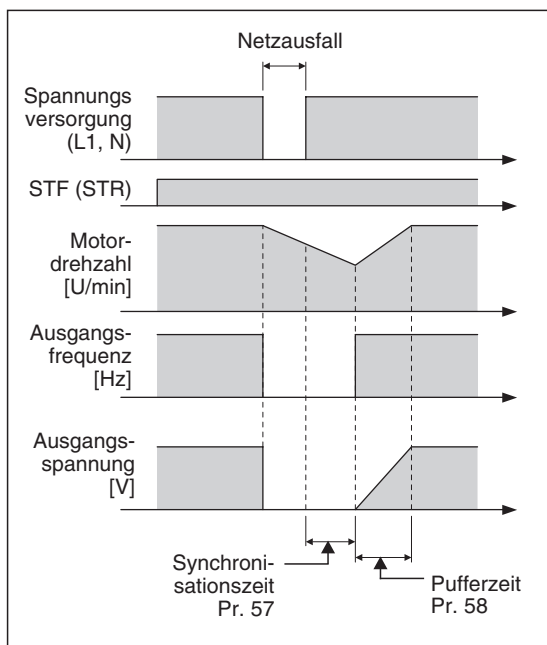 Netzausfall
Spannungs
versorgung
(L1, N)
STF (STR)
Motor-
drehzahl
[U/min]
Ausgangs-
frequenz
[Hz]
Ausgangs-
spannung
[V]
Synchroni-
sationszeit
Pr. 57
Pufferzeit
Pr. 58